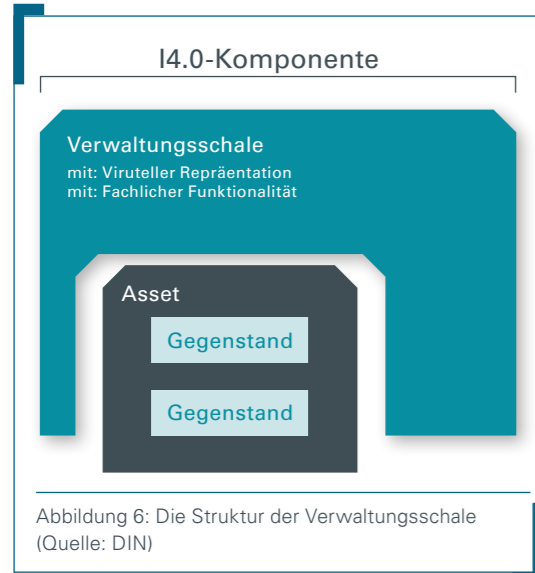 I4.0-Komponente
Verwaltungsschale
mit: Viruteller Repräentation
mit: Fachlicher Funktionalität
Asset
Gegenstand
Gegenstand
Abbildung 6: Die Struktur der Verwaltungsschale
(Quelle: DIN)